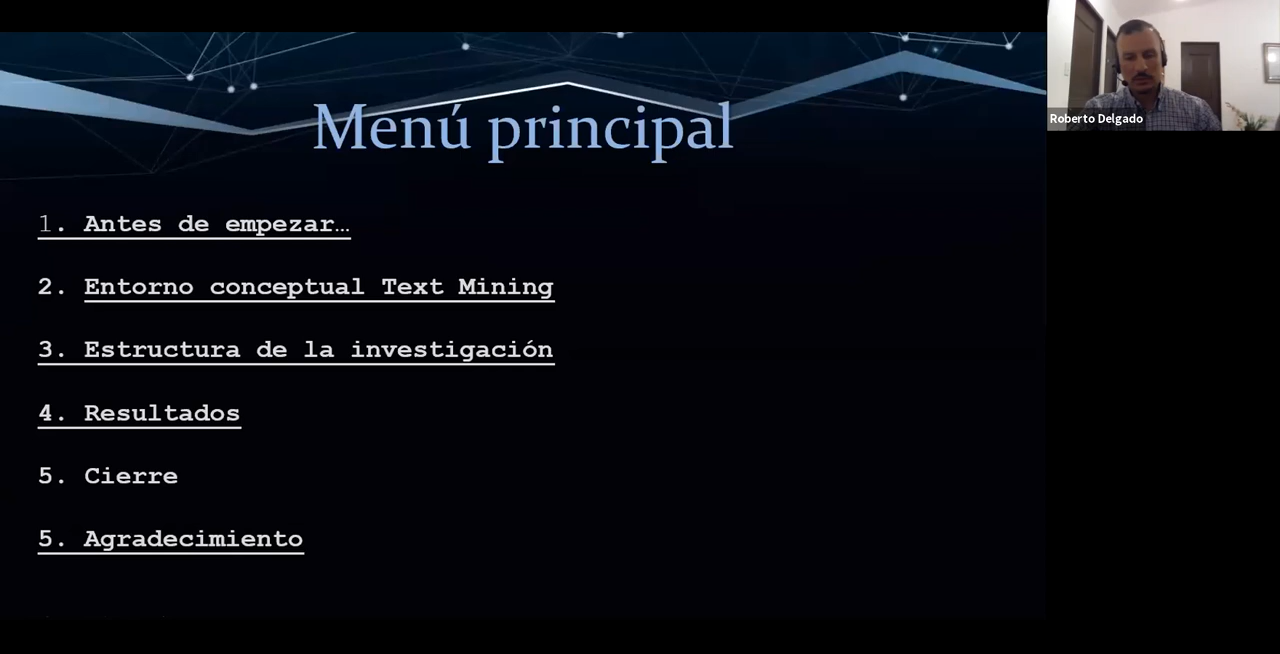 Menú principal
1. Antes de empezar…
2. Entorno conceptual Text Mining
3. Estructura de la investigación
4. Resultados
5. Cierre
5. Agradecimiento
Roberto Delgado